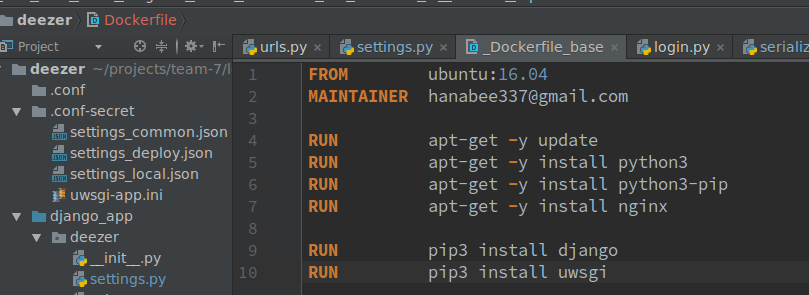 deezer Dockerfile
Project
urls.py
settings.py
_Dockerfile_base
login.py
deezer ~/projects/team-7/
.conf
.conf-secret
settings_common.json
settings_deploy.json
settings_local.json
uwsgi-app.ini
django_app
deezer
__init__.py
settings.py
1 FROM ubuntu:16.04
2 MAINTAINER hanabee337@gmail.com
3
4 RUN apt-get -y update
5 RUN apt-get -y install python3
6 RUN apt-get -y install python3-pip
7 RUN apt-get -y install nginx
8
9 RUN pip3 install django
10 RUN pip3 install uwsgi